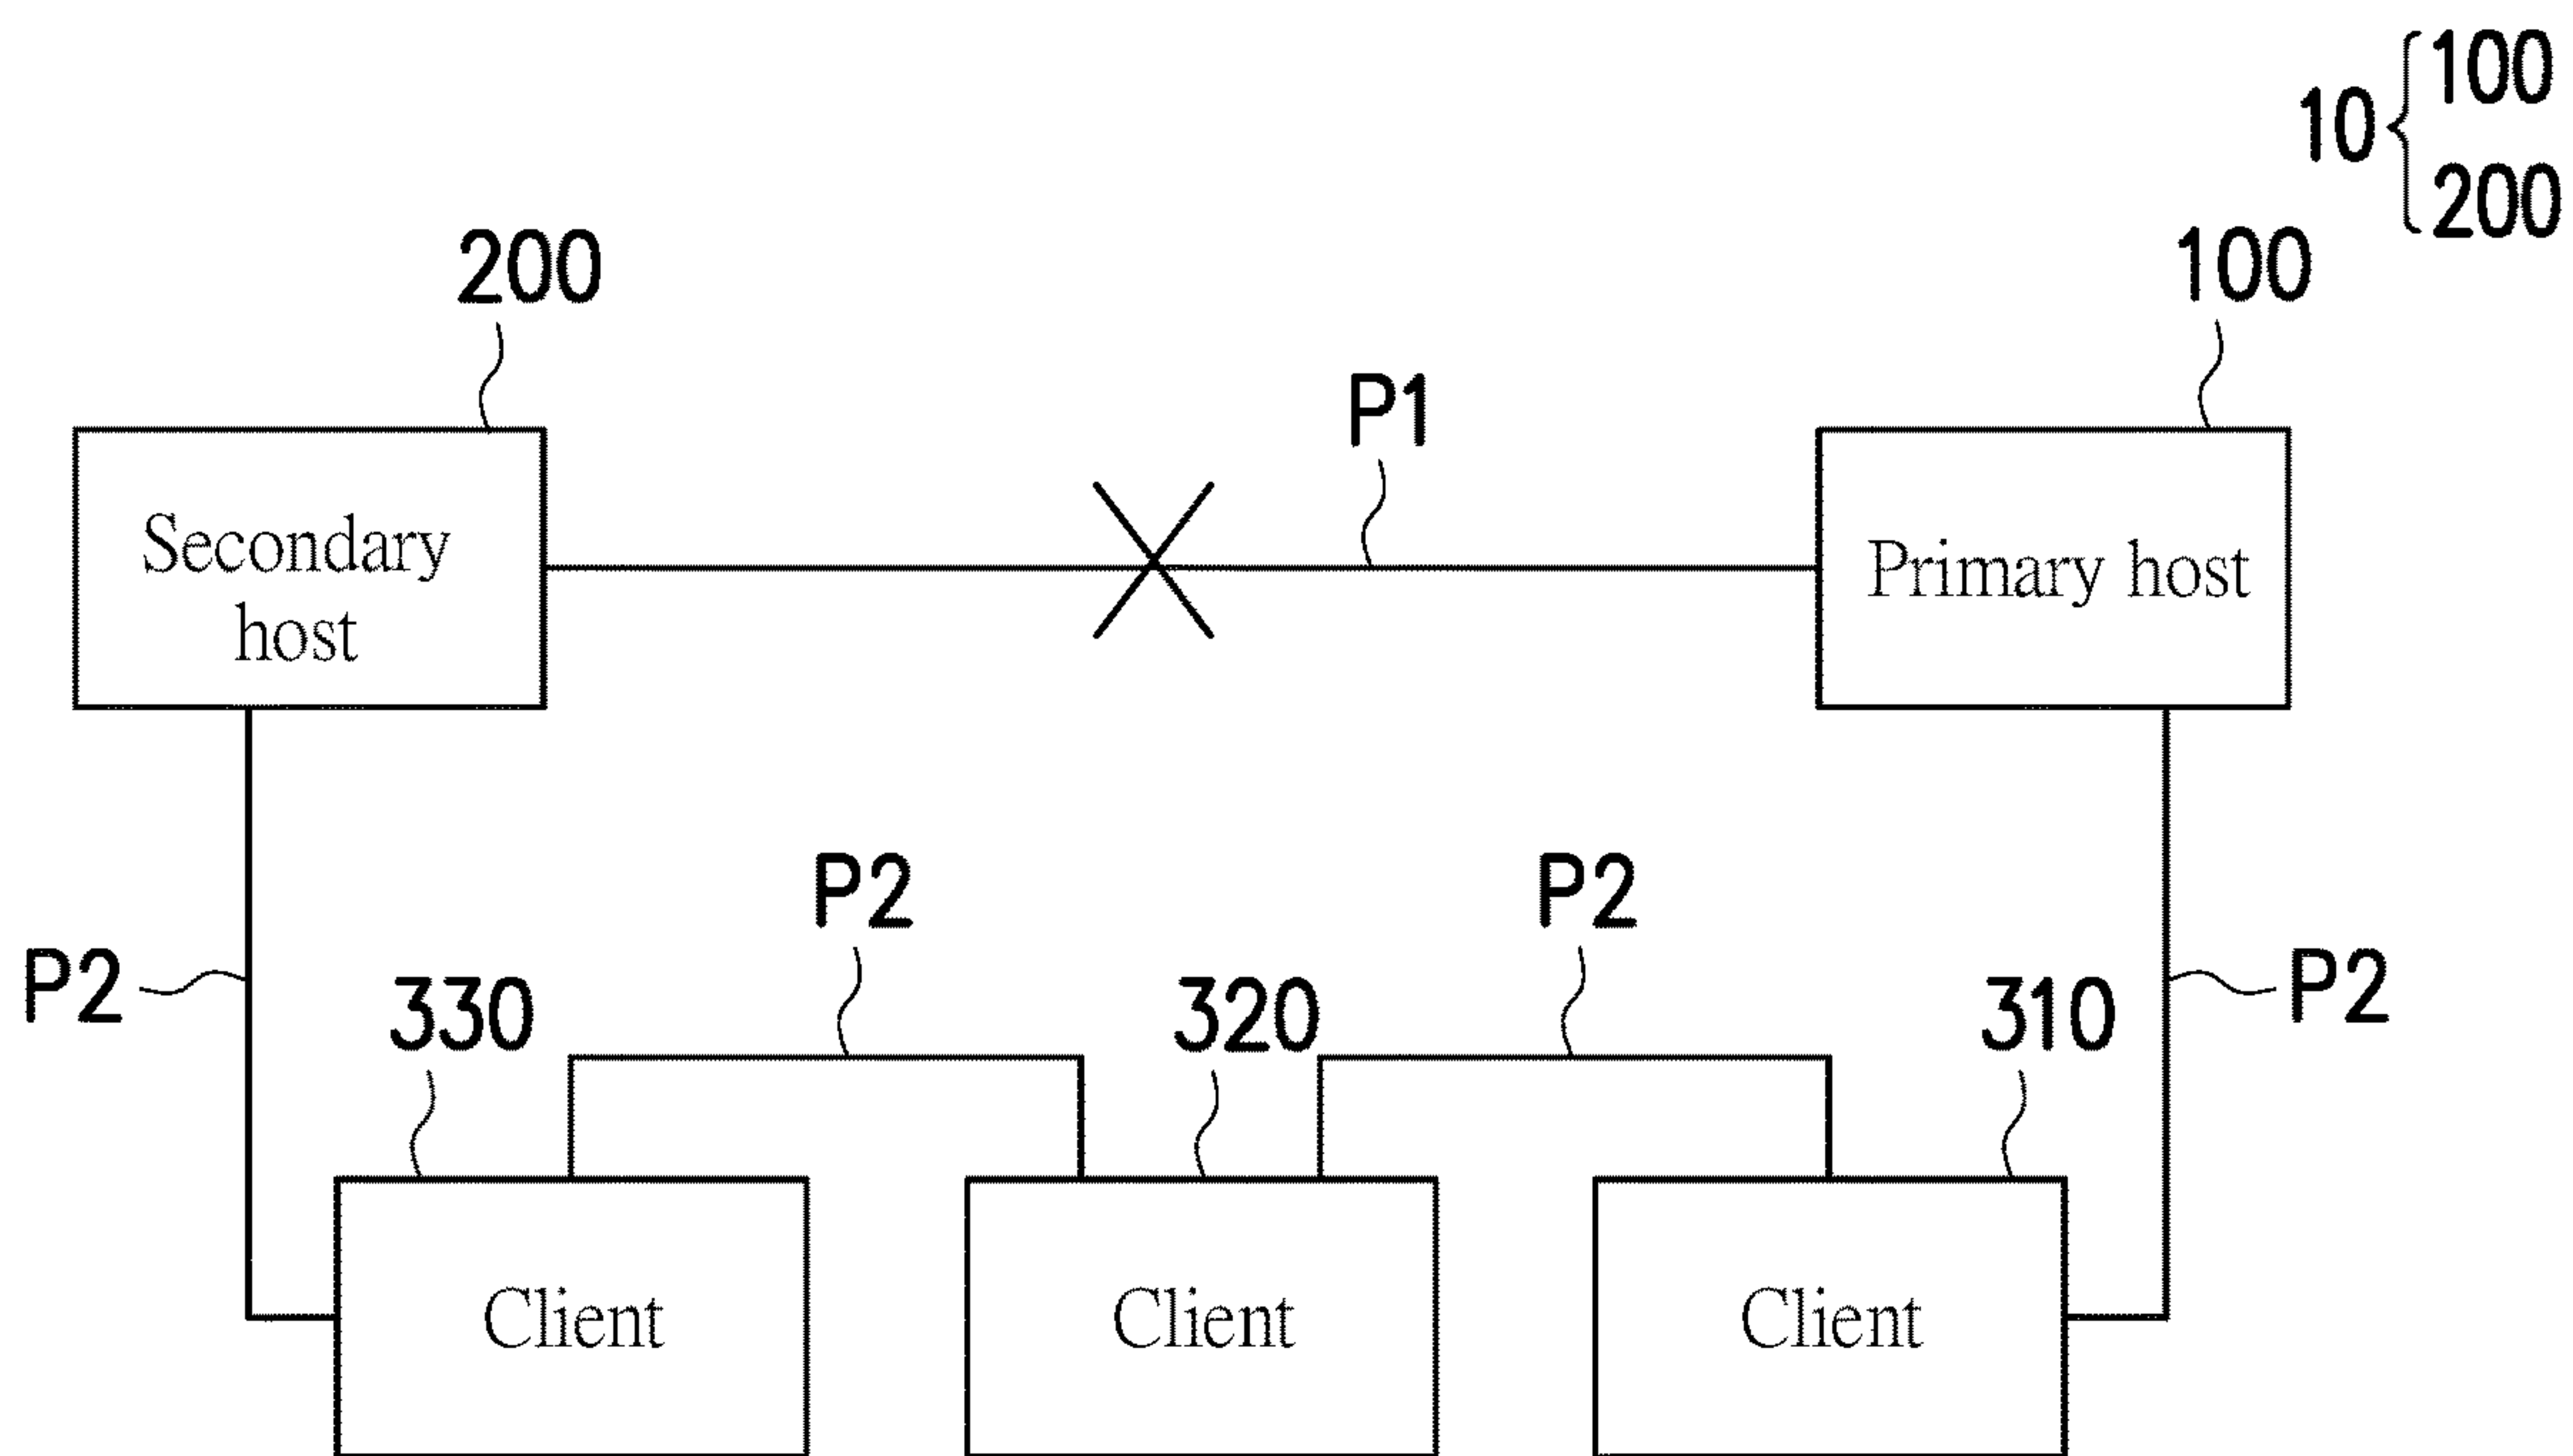 10 { 100
200
200
100
P1
Secondary
host
Primary host
P2
P2
P2
330
320
310
P2
Client
Client
Client